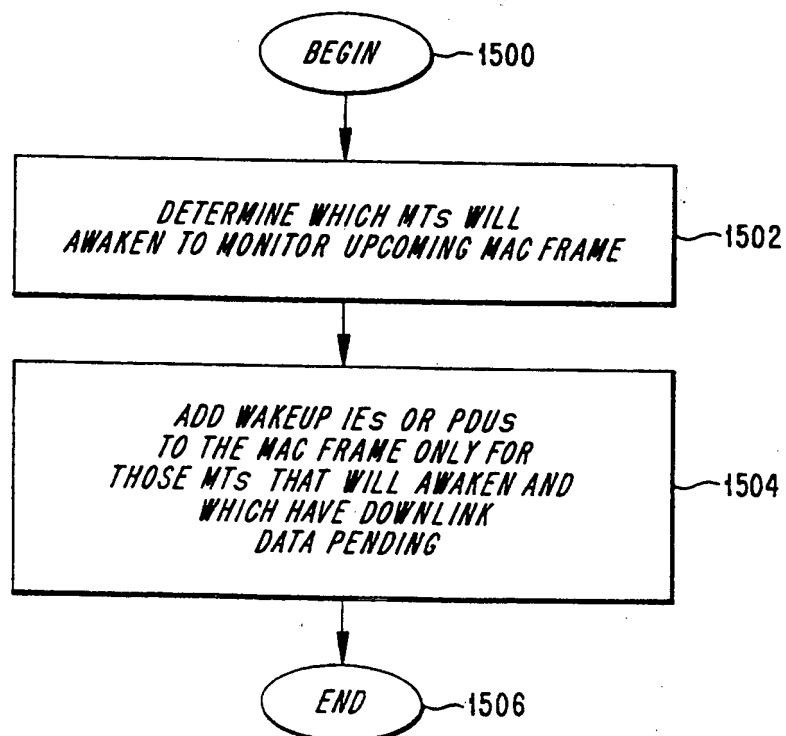 BEGIN
1500
DETERMINE WHICH MTs WILL
AWAKEN TO MONITOR UPCOMING MAC FRAME
1502
ADD WAKEUP IEs OR PDUs
TO THE MAC FRAME ONLY FOR
THOSE MTs THAT WILL AWAKEN AND
WHICH HAVE DOWNLINK
DATA PENDING
1504
END
1506